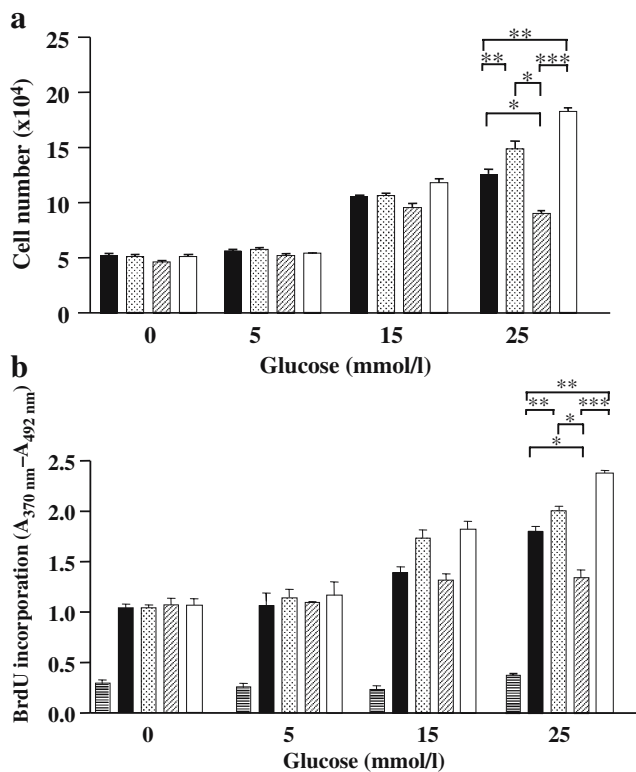 a
** 
** * ***
*
25
20
15
10
5
0
Cell number (x10⁴)
0 5 15 25
Glucose (mmol/l)
b
**
** * ***
*
2.5
2.0
1.5
1.0
0.5
0.0
BrdU incorporation (A370 nm–A492 nm)
0 5 15 25
Glucose (mmol/l)